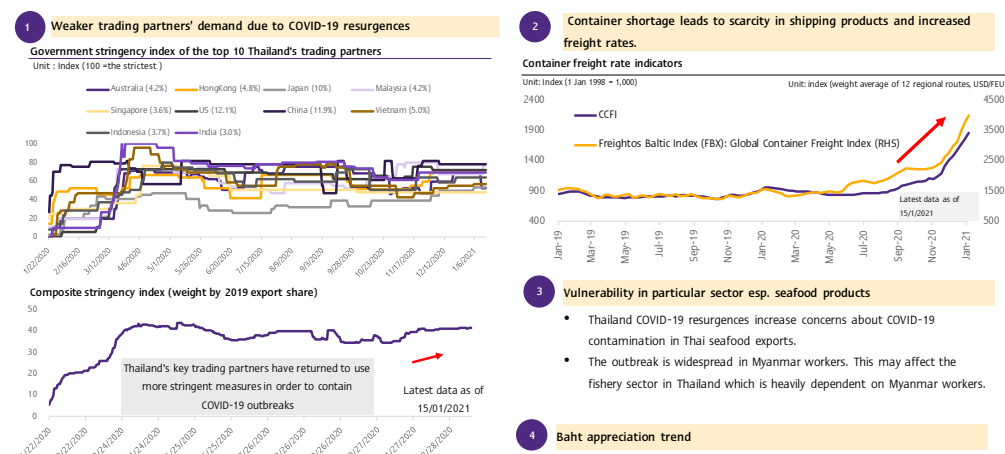 1
Weaker trading partners' demand due to COVID-19 resurgences
Government stringency index of the top 10 Thailand's trading partners
Unit : Index (100 =the strictest )
Australia (4.2%) HongKong (4.8%) Japan (10%) Malaysia (4.2%)
Singapore (3.6%) US (12.1%) China (11.9%) Vietnam (5.0%)
Indonesia (3.7%) India (3.0%)
100
80
60
40
20
0
1/22/2020 2/16/2020 3/12/2020 4/6/2020 5/1/2020 5/26/2020 6/20/2020 7/15/2020 8/9/2020 9/3/2020 9/28/2020 10/23/2020 11/17/2020 12/12/2020 1/6/2021
Composite stringency index (weight by 2019 export share)
50
40
30
20
10
0
Thailand's key trading partners have returned to use
more stringent measures in order to contain
COVID-19 outbreaks
Latest data as of
15/01/2021
2
Container shortage leads to scarcity in shipping products and increased
freight rates.
Container freight rate indicators
Unit: Index (1 Jan 1998 = 1,000)
Unit: index (weight average of 12 regional routes, USD/FEU
2400 4500
1900 3500
1400 2500
900 1500
400 500
CCFI
Freightos Baltic Index (FBX): Global Container Freight Index (RHS)
Latest data as of
15/1/2021
Jan-19 Mar-19 May-19 Jul-19 Sep-19 Nov-19 Jan-20 Mar-20 May-20 Jul-20 Sep-20 Nov-20 Jan-21
3
Vulnerability in particular sector esp. seafood products
• Thailand COVID-19 resurgences increase concerns about COVID-19
contamination in Thai seafood exports.
• The outbreak is widespread in Myanmar workers. This may affect the
fishery sector in Thailand which is heavily dependent on Myanmar workers.
4
Baht appreciation trend